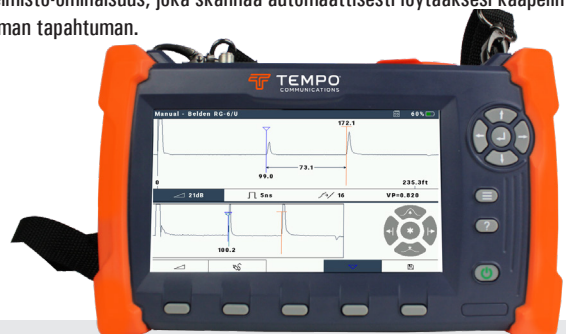 ohjelmisto-ominaisuus, joka skannaa automaattisesti löytääksesi kaapelin
man tapahtuman.
TEMPO
COMMUNICATIONS
Manual - Belden RG-6/U 60%
172.1
99.0
73.1
0 235.3ft
21dB 5ns 16 VP=0.820
100.2
?